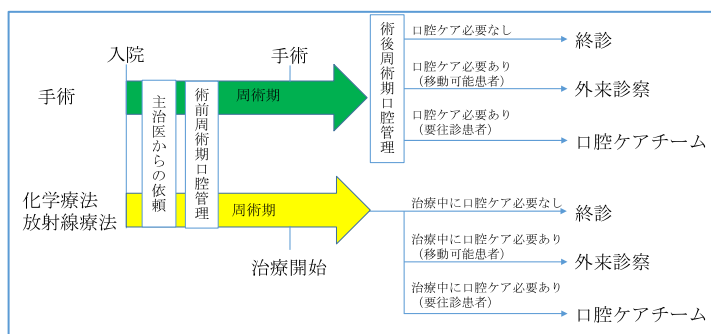 入院
手術
手術
周術期
主治医からの依頼
術前周術期口腔管理
術後周術期口腔管理
口腔ケア必要なし
終診
口腔ケア必要あり
（移動可能患者）
外来診察
口腔ケア必要あり
（要往診患者）
口腔ケアチーム
化学療法
放射線療法
周術期
治療開始
治療中に口腔ケア必要なし
終診
治療中に口腔ケア必要あり
（移動可能患者）
外来診察
治療中に口腔ケア必要あり
（要往診患者）
口腔ケアチーム